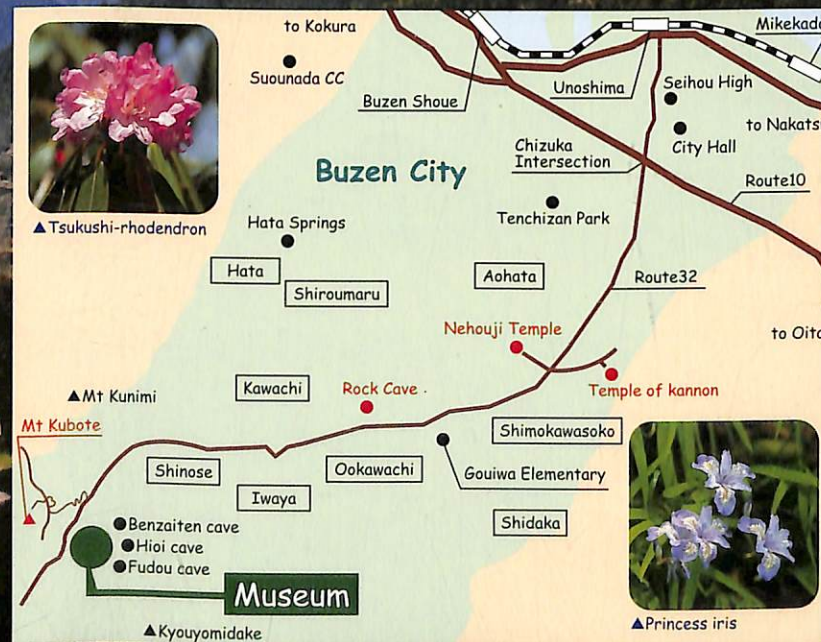 to Kokura
Suounada CC
Mikekado
Buzen Shoue
Unoshima
Seihou High
to Nakatsu
City Hall
Chizuka
Intersection
Route10
Buzen City
Tenchizan Park
▲Tsukushi-rhodendron
Hata Springs
Hata
Shiroumaru
Aohata
Route32
Nehouji Temple
to Oita
Temple of kannon
▲Mt Kunimi
Kawachi
Rock Cave
Mt Kubote
Shimokawasoko
Shinose
Ookawachi
Gouiwa Elementary
Iwaya
Shidaka
Benzaiten cave
Hioi cave
Fudou cave
Museum
▲Kyouyomidake
▲Princess iris